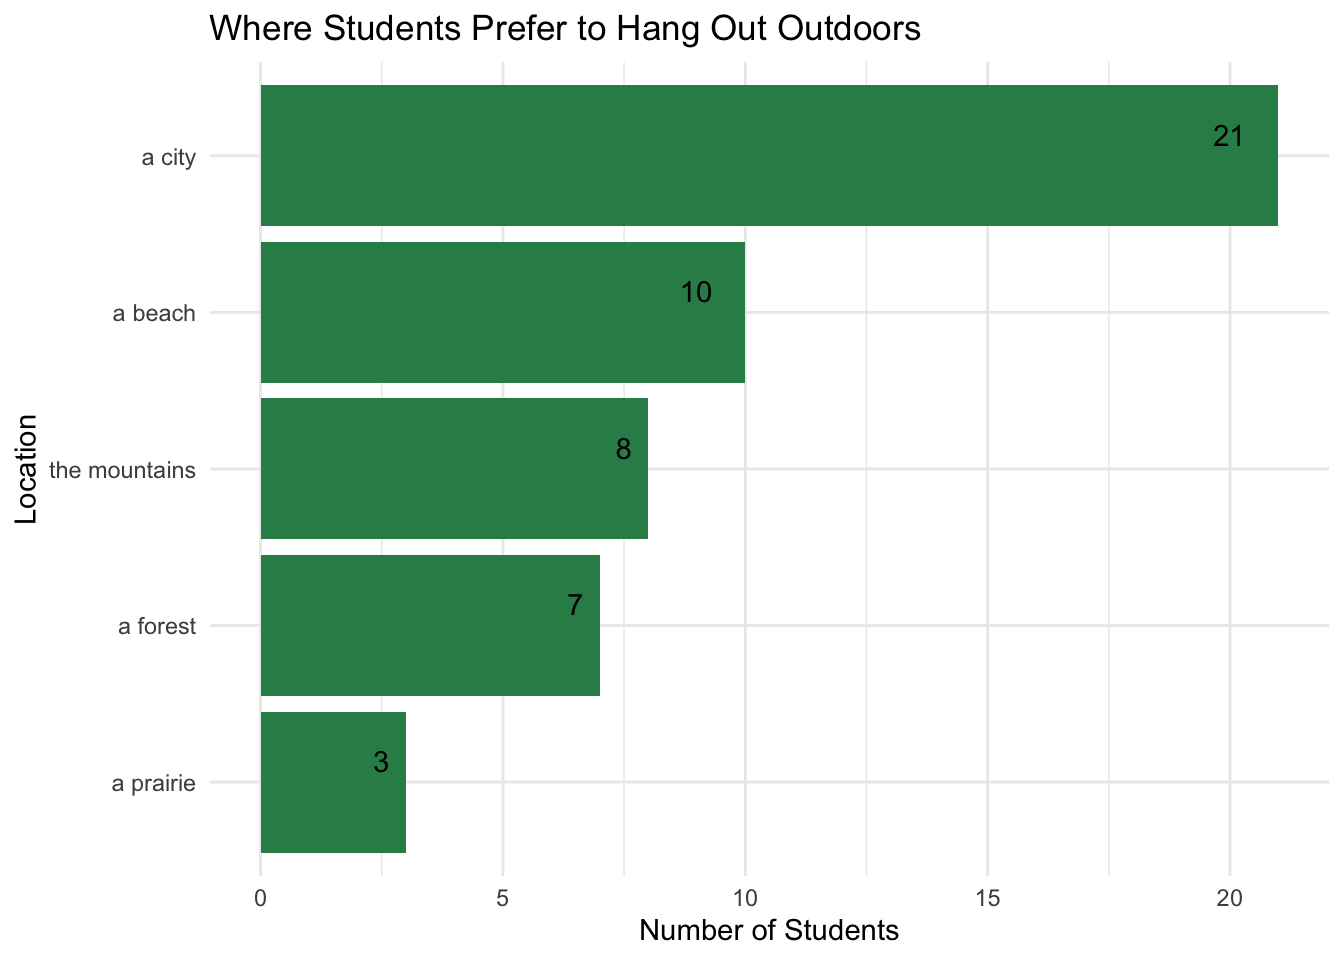 Where Students Prefer to Hang Out Outdoors
a city
21
a beach
10
the mountains
8
a forest
7
a prairie
3
Location
0 5 10 15 20
Number of Students